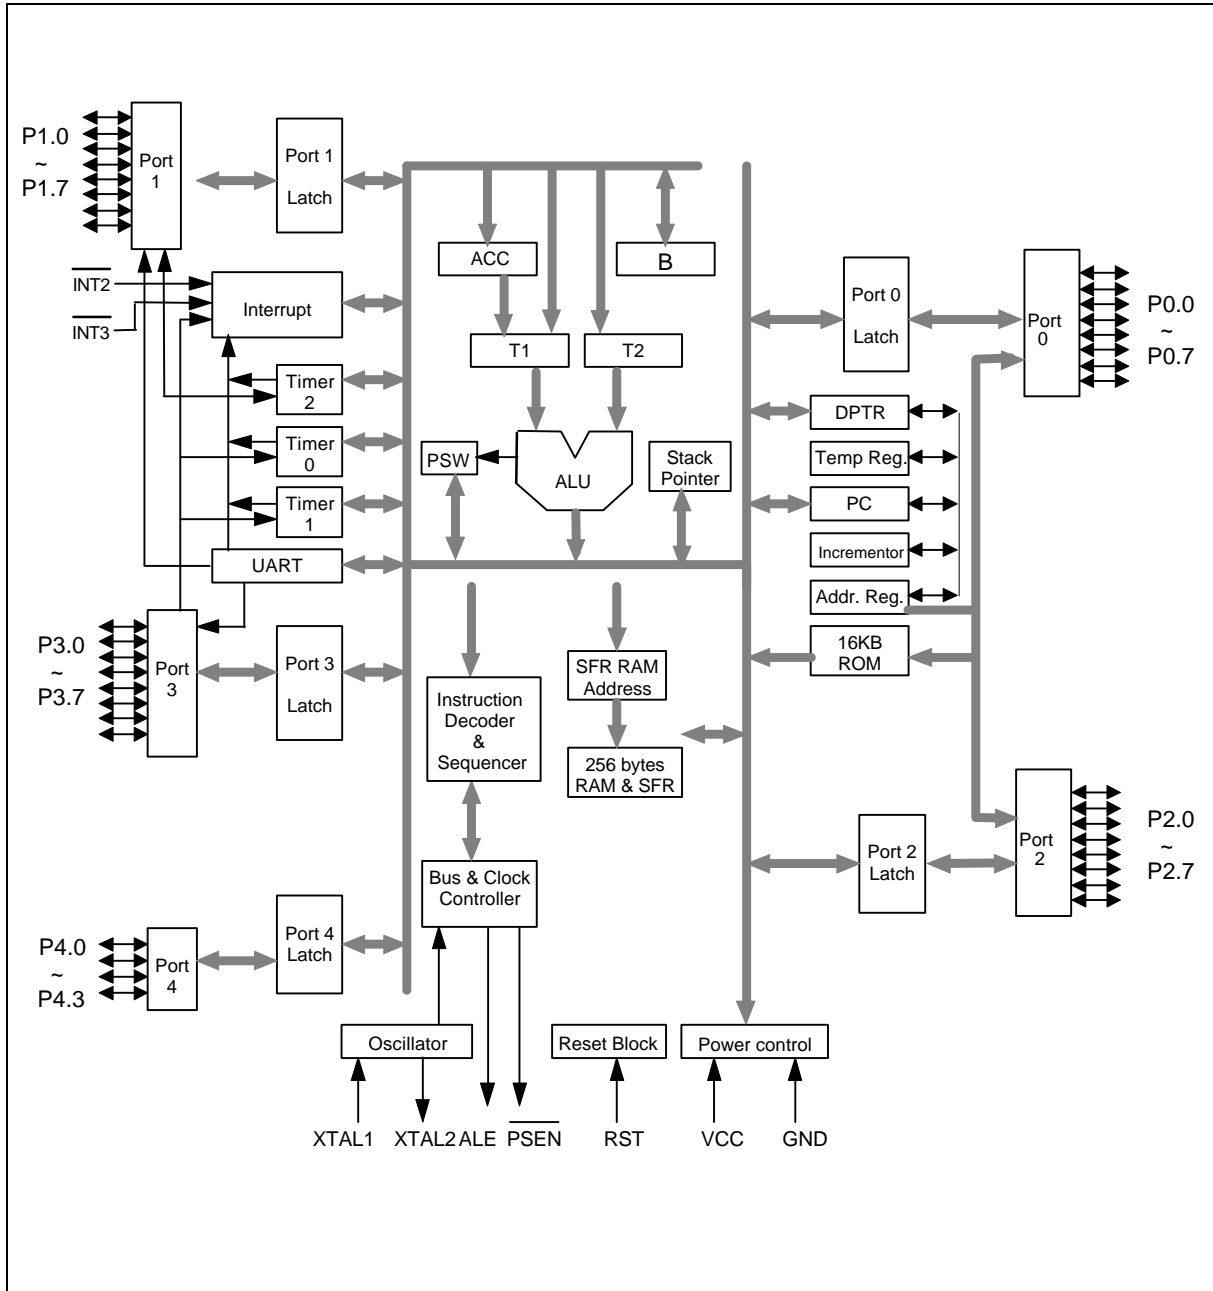 P1.0
~
P1.7
Port
1
Port 1
Latch
ACC
B
INT2
INT3
Interrupt
T1
T2
Port 0
Latch
Port
0
P0.0
~
P0.7
Timer
2
Timer
0
Timer
1
UART
PSW
ALU
Stack
Pointer
DPTR
Temp Reg.
PC
Incrementor
Addr. Reg.
16KB
ROM
P3.0
~
P3.7
Port
3
Port 3
Latch
Instruction
Decoder
&
Sequencer
SFR RAM
Address
256 bytes
RAM & SFR
Bus & Clock
Controller
Port 2
Latch
Port
2
P2.0
~
P2.7
P4.0
~
P4.3
Port
4
Port 4
Latch
Oscillator
Reset Block
Power control
XTAL1
XTAL2
ALE
PSEN
RST
VCC
GND